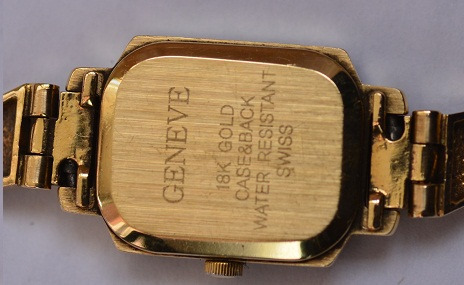 GENEVE
18K GOLD
CASE&BACK
WATER RESISTANT
SWISS